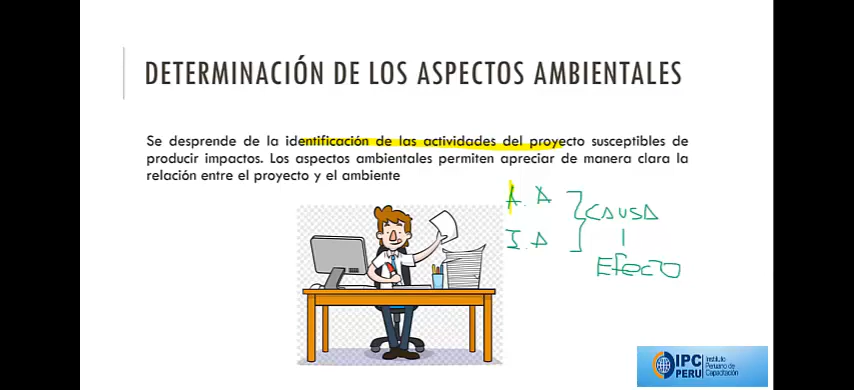 DETERMINACIÓN DE LOS ASPECTOS AMBIENTALES
Se desprende de la identificación de las actividades del proyecto susceptibles de
producir impactos. Los aspectos ambientales permiten apreciar de manera clara la
relación entre el proyecto y el ambiente
A. A
I. A
CAUSA
Efecto
IPC
PERU
Instituto
Peruano de
Capacitación